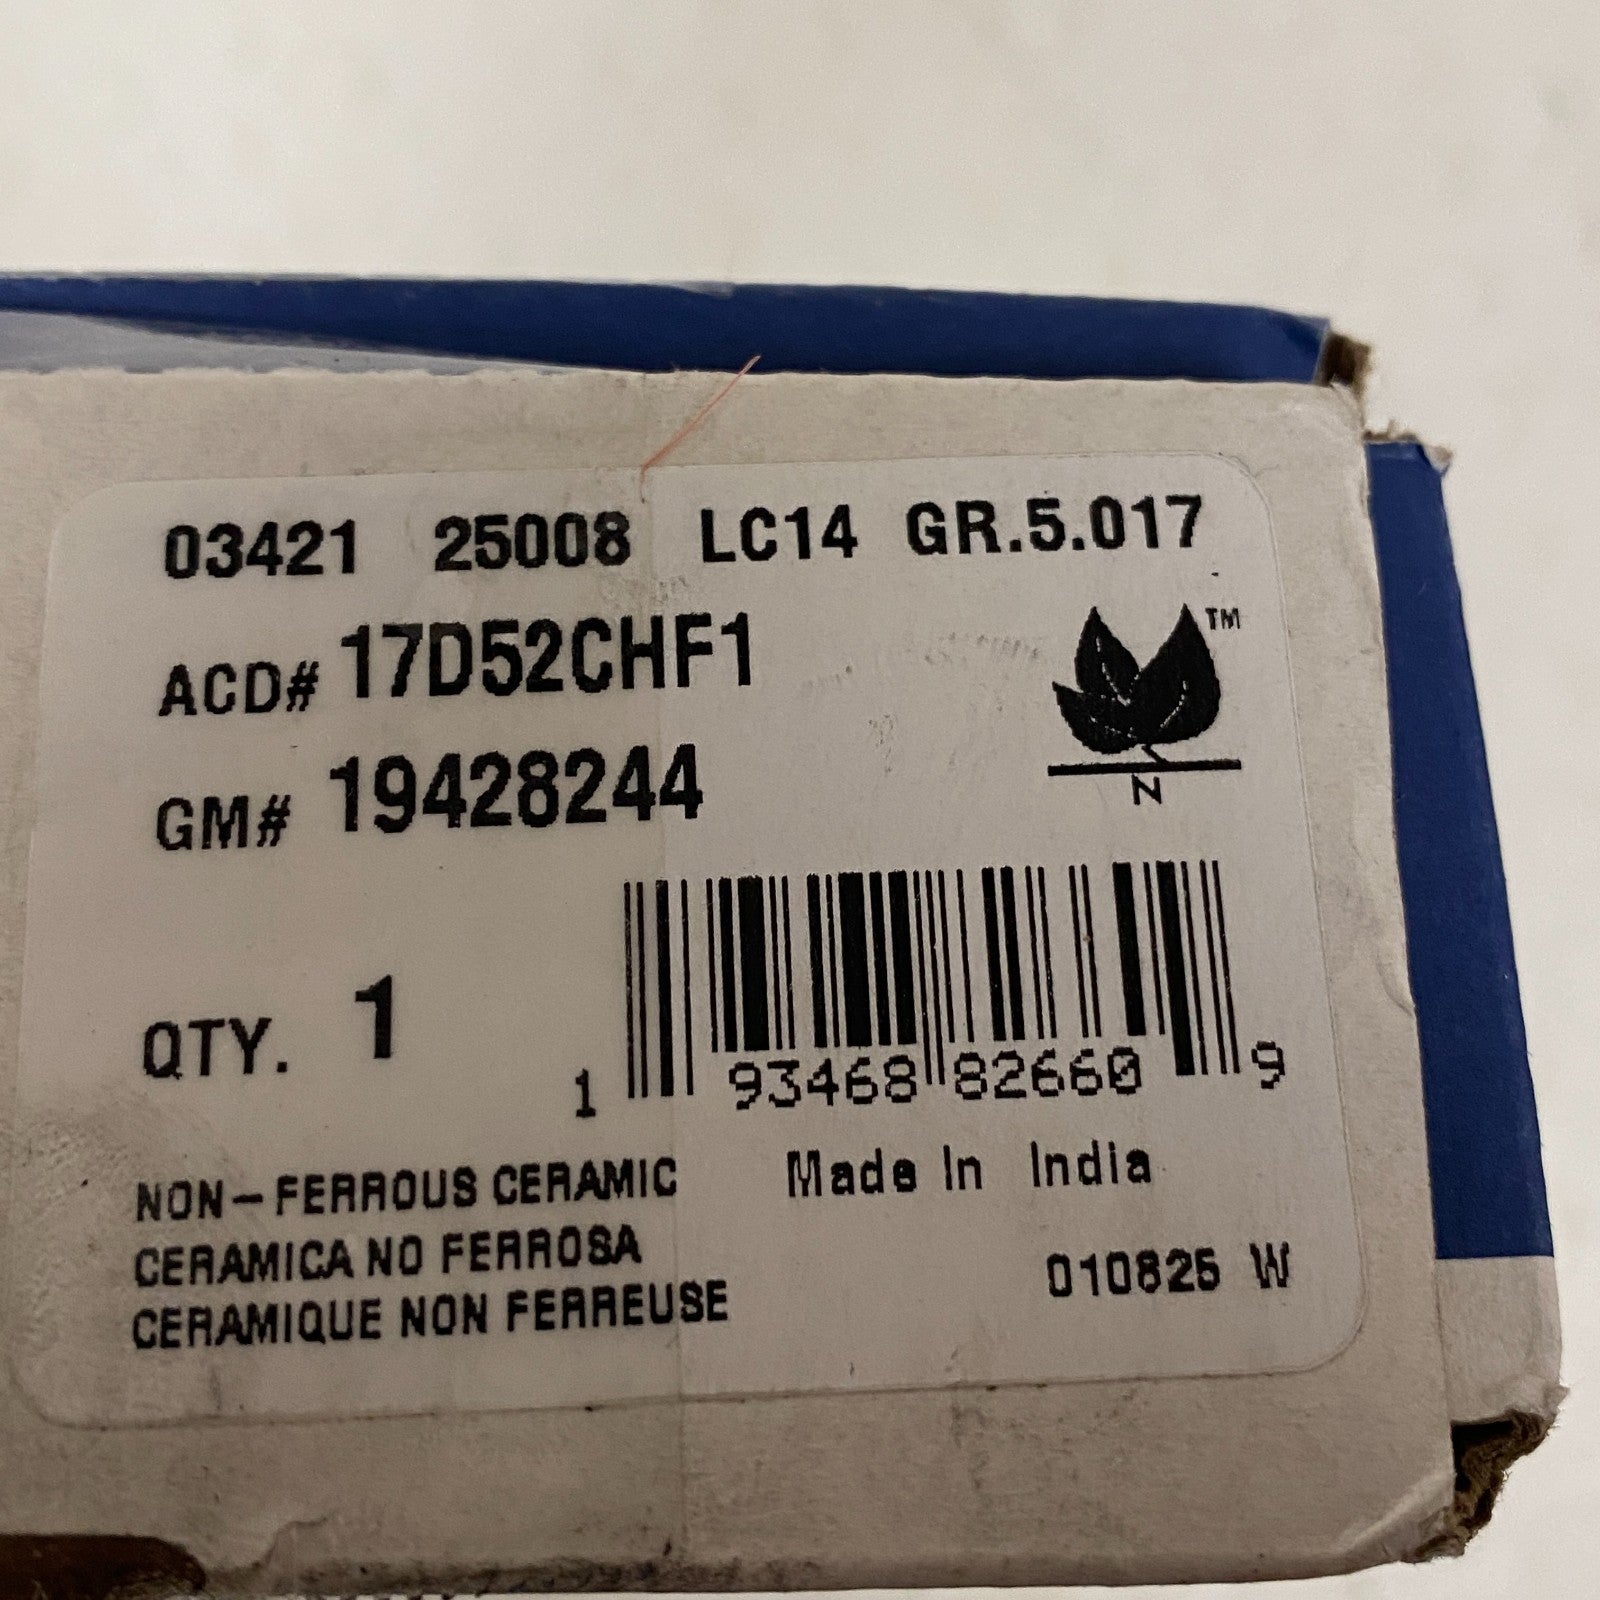 03421 25008 LC14 GR.5.017
ACD# 17D52CHF1
TM
GM# 19428244
N
QTY. 1
1 93468 82660 9
NON-FERROUS CERAMIC
Made In India
CERAMICA NO FERROSA
010825 W
CERAMIQUE NON FERREUSE